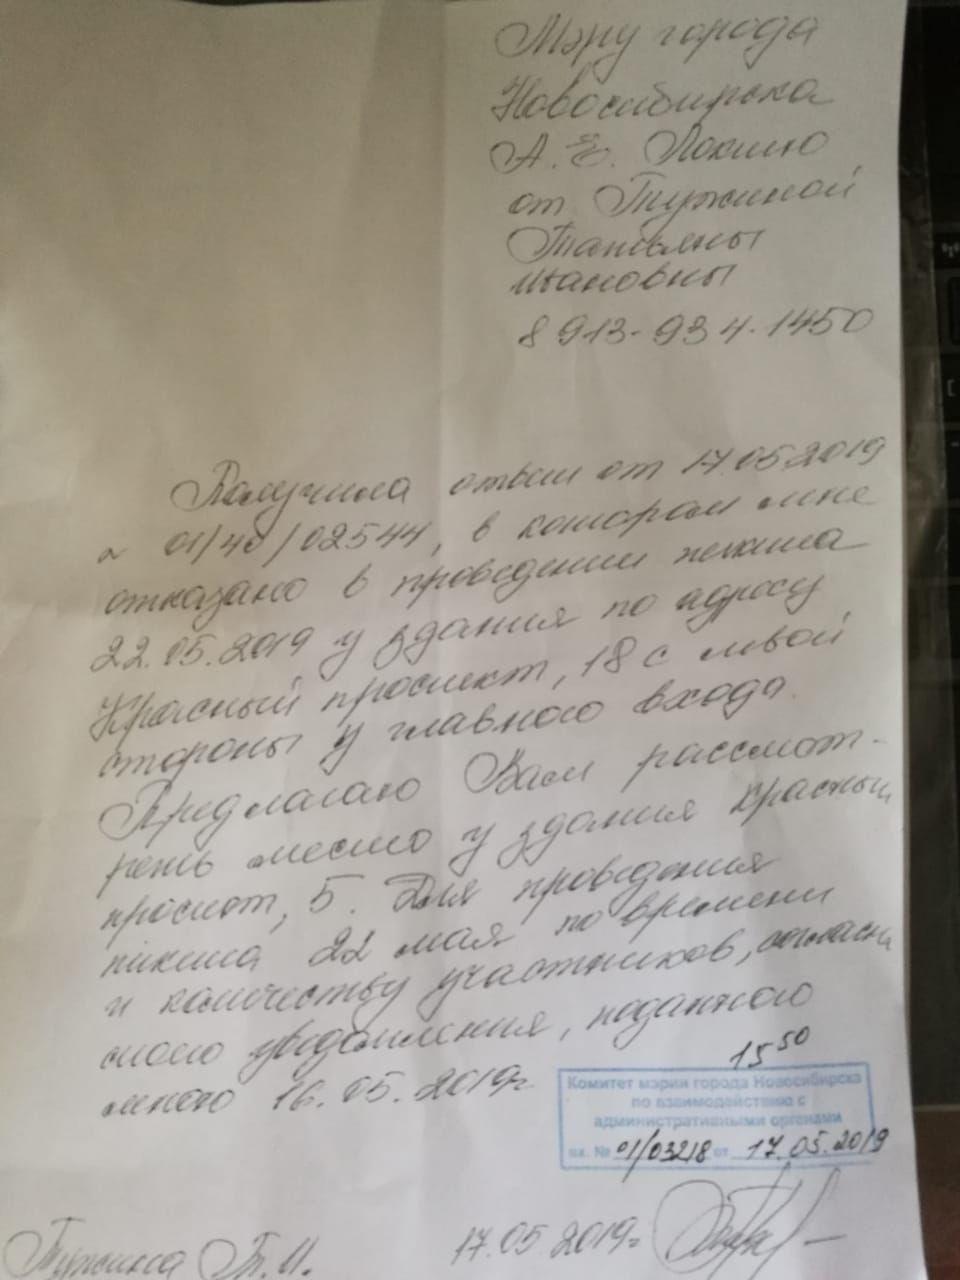 Мэру города
Новосибирска
А.Е. Локтю
от Тужиной
Татьяны
Ивановны
8 913-934.1450
Получила ответ от 17.05.2019
N 01/40/02544, в котором мне
отказано в проведении пикета
22.05.2019 у здания по адресу
Красный проспект, 18 с левой
стороны у главного входа.
Предлагаю Вам рассмот-
реть место у здания Красный
проспект, 5. Для проведения
пикета 22 мая по времени
и количеству участников, согласно
моего уведомления, поданного
мною 16.05.2019г
15 50
Комитет мэрии города Новосибирска
по взаимодействию с
административными органами
вх. № 01/03218 от 17.05.2019
Тужина Т.И. 17.05.2019г